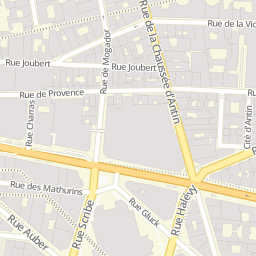 Rue de la Vic
Rue de la Chaussée d'Antin
Rue de Mogador
Rue Joubert
Rue Joubert
Rue de Provence
Rue Charras
Cité d'Antin
Rue des Mathurins
Rue Scribe
Rue Gluck
Rue Halévy
Rue Auber